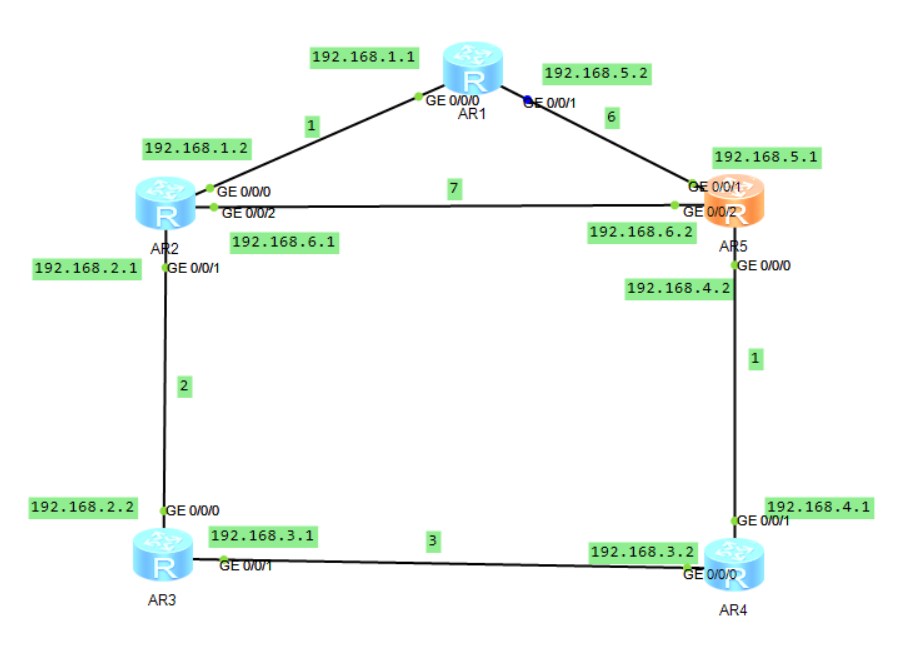 192.168.1.1
192.168.5.2
R
GE 0/0/0
GE 0/0/1
AR1
6
1
192.168.1.2
192.168.5.1
GE 0/0/0
7
GE 0/0/1
R
GE 0/0/2
GE 0/0/2
R
AR2
192.168.6.1
192.168.6.2
AR5
192.168.2.1
GE 0/0/1
GE 0/0/0
192.168.4.2
1
2
192.168.2.2
GE 0/0/0
192.168.4.1
GE 0/0/1
192.168.3.1
3
192.168.3.2
R
GE 0/0/1
GE 0/0/0
R
AR3
AR4